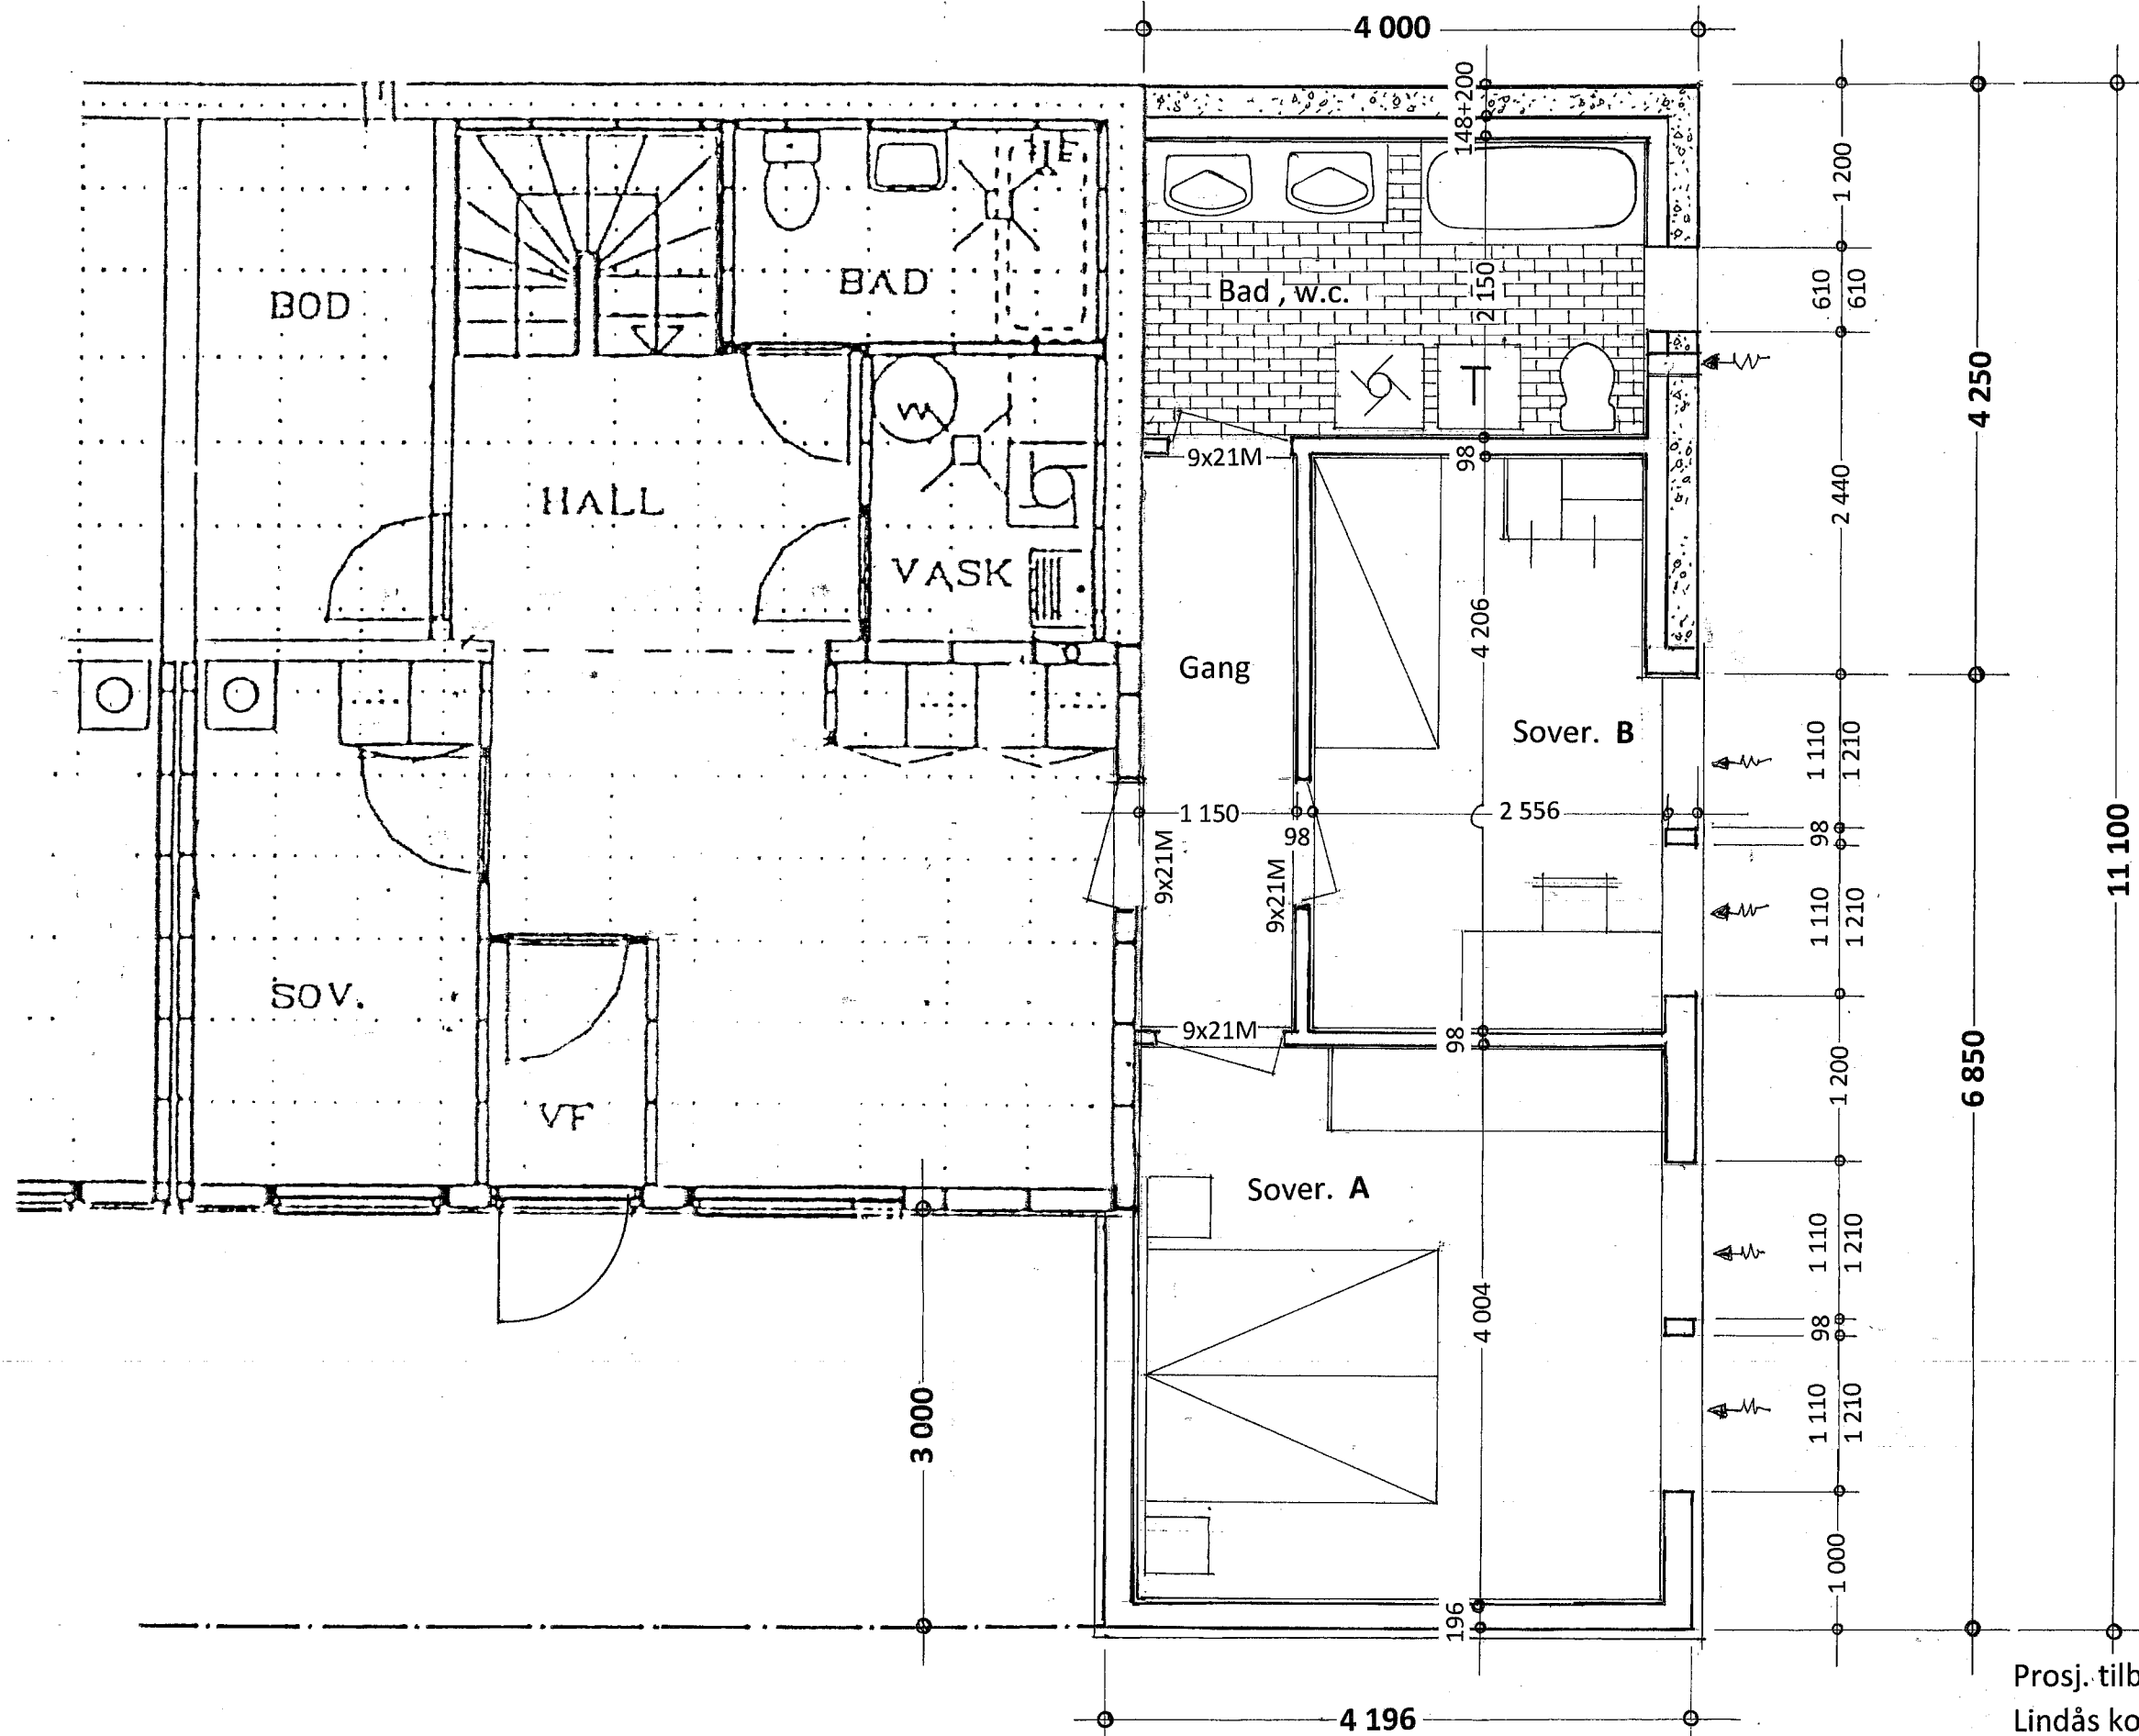 4 000
148+200
1 200
BAD
BOD
Bad , w.c.
2 150
610
610
4 250
9x21M
98
HALL
2 440
VASK
4 206
Gang
Sover. B
1 110
1 210
1 150
2 556
98
98
11 100
9x21M
9x21M
1 110
1 210
SOV.
9x21M
98
6 850
1 200
VF
Sover. A
1 110
1 210
4 004
98
3 000
1 110
1 210
1 000
196
Prosj. tilb
4 196
Lindås ko